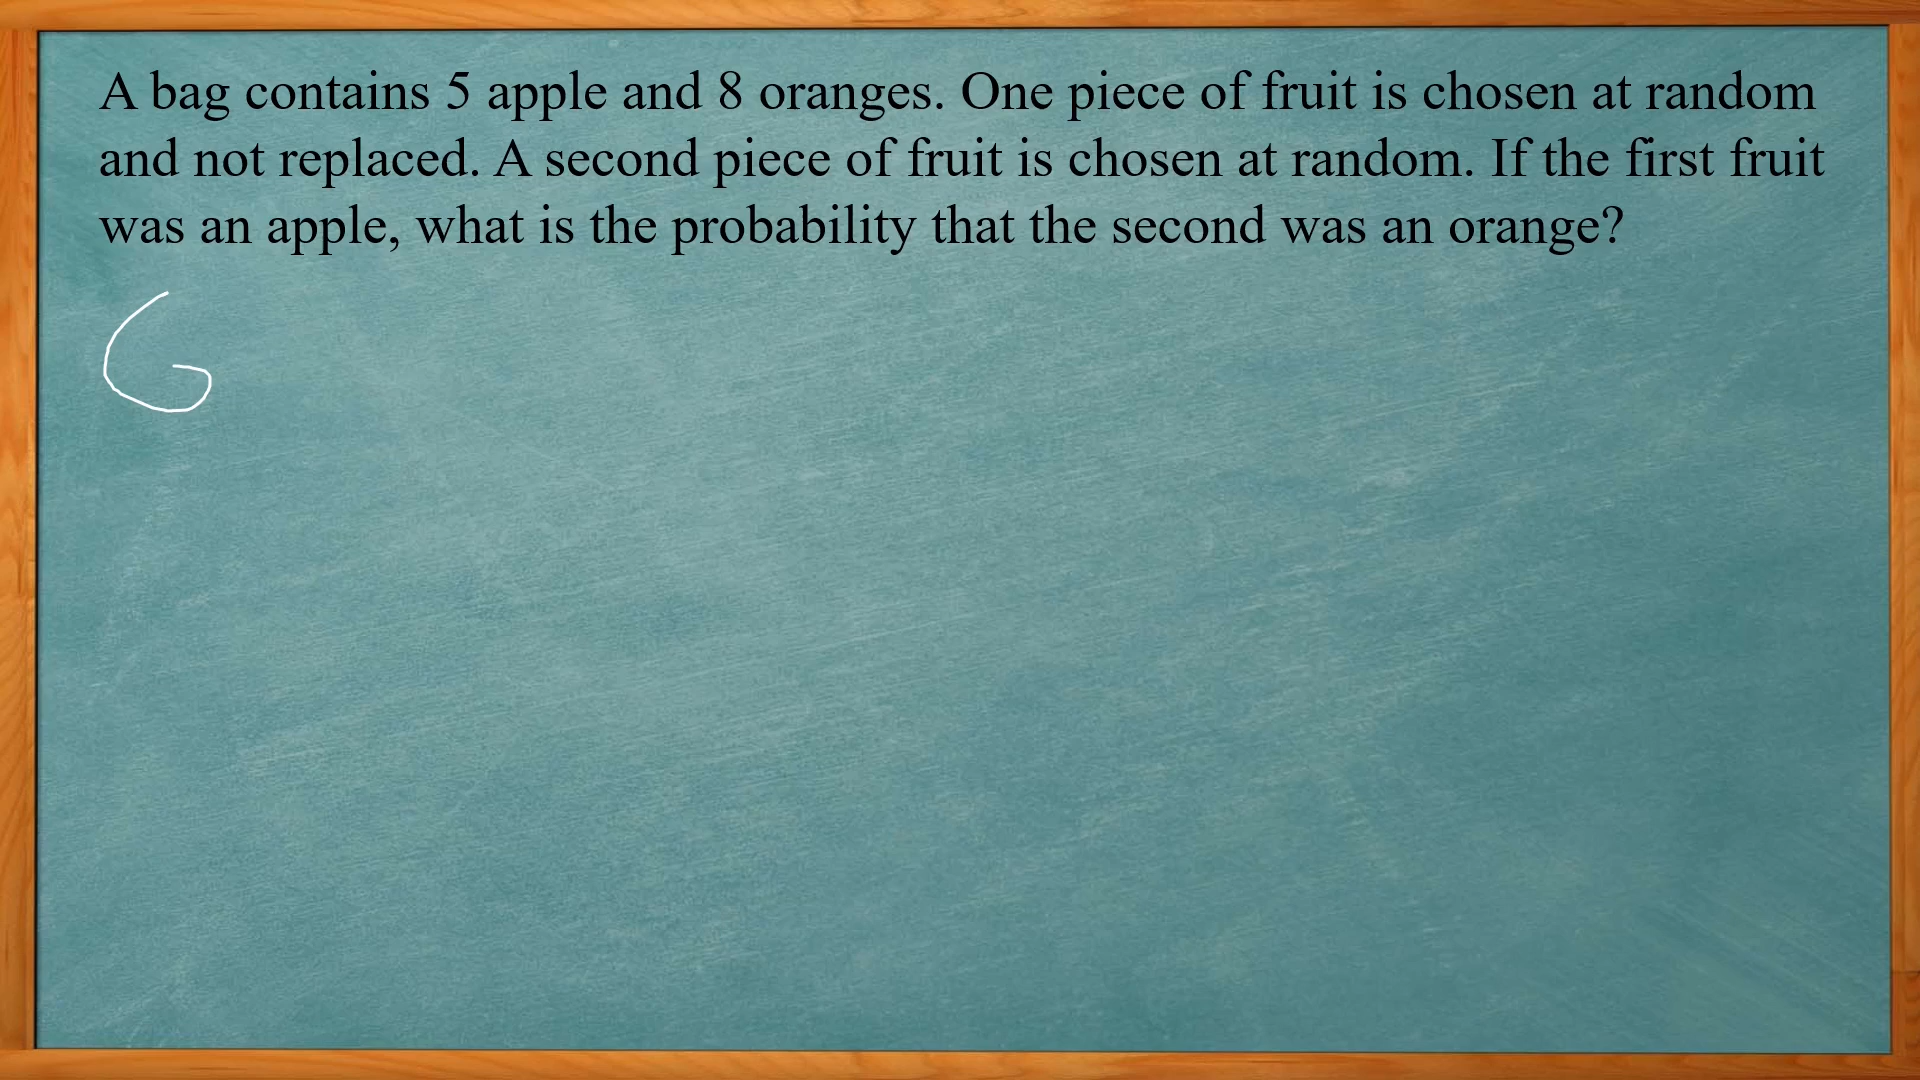 A bag contains 5 apple and 8 oranges. One piece of fruit is chosen at random
and not replaced. A second piece of fruit is chosen at random. If the first fruit
was an apple, what is the probability that the second was an orange?
G